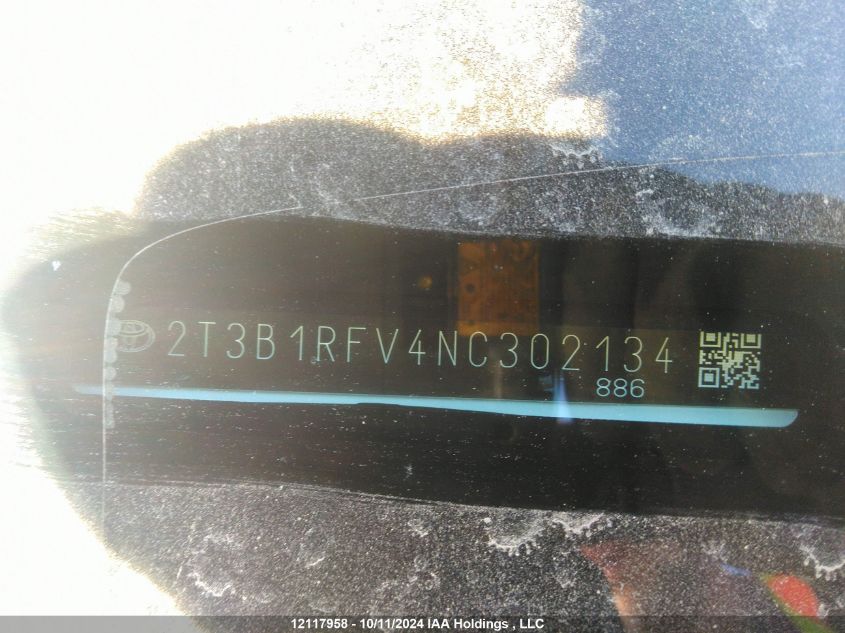 2T3B1RFV4NC302134
886
12117958 - 10/11/2024 IAA Holdings , LLC